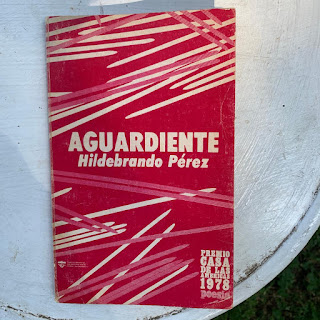 AGUARDIENTE
Hildebrando Pérez
PREMIO
CASA
DE LAS
AMERICAS
1978
poesía